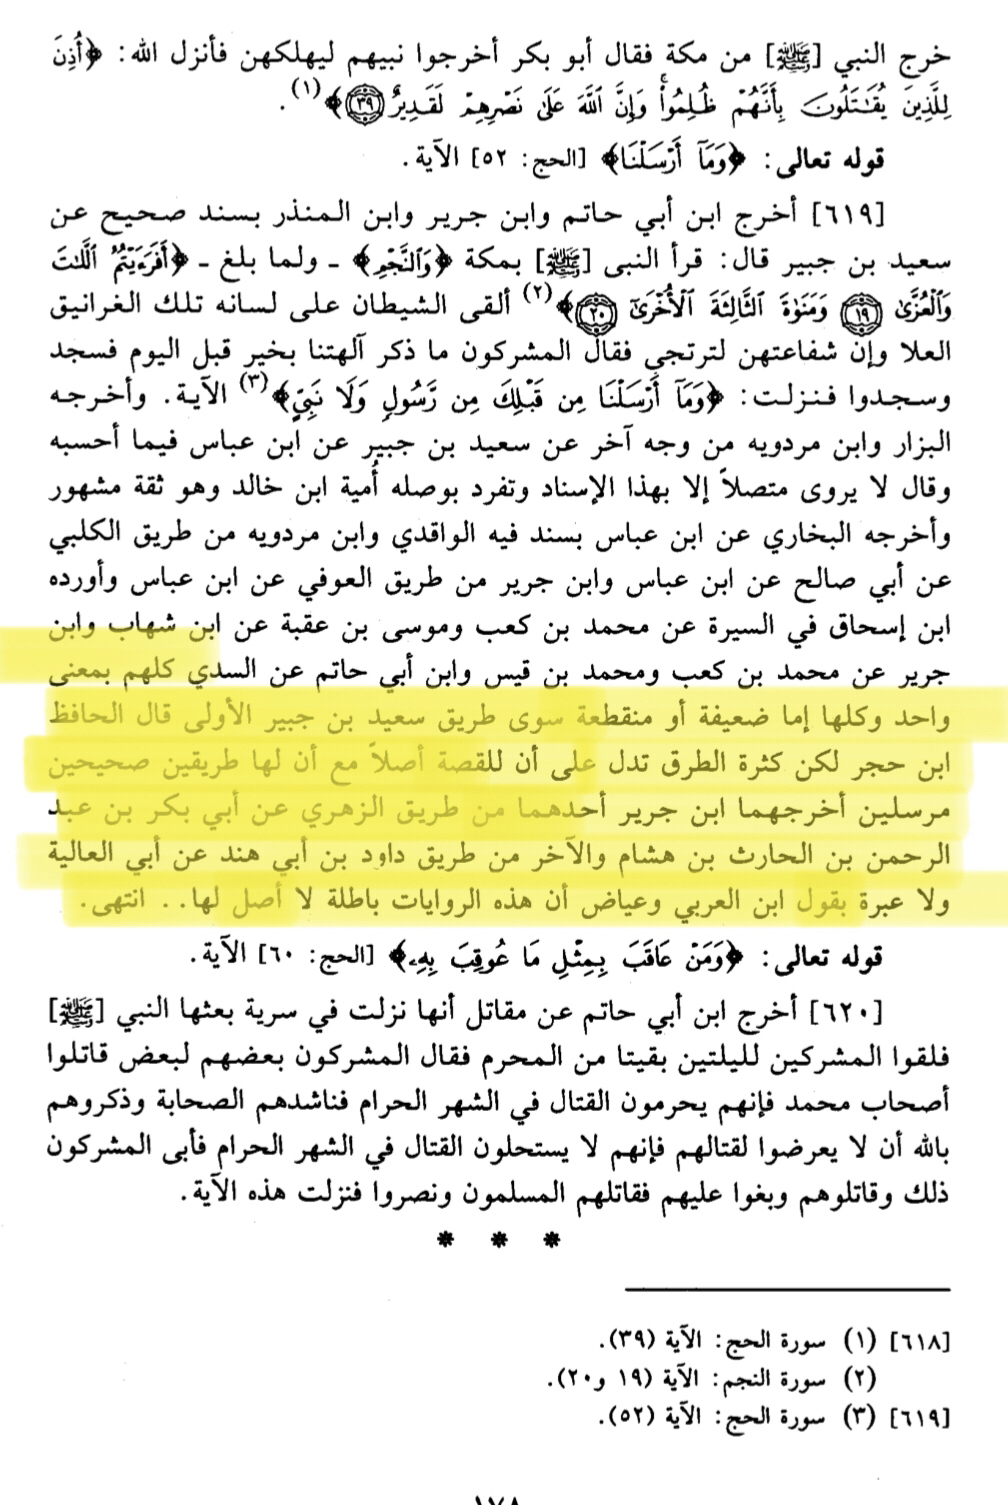 خرج النبي [ﷺ] من مكة فقال أبو بكر أخرجوا نبيهم ليهلكهن فأنزل الله: ﴿أُذِنَ
لِلَّذِينَ يُقَٰتَلُونَ بِأَنَّهُمْ ظُلِمُواْ وَإِنَّ ٱللَّهَ عَلَىٰ نَصْرِهِمْ لَقَدِيرٌ ﴿٣٩﴾﴾(١).
قوله تعالى: ﴿وَمَآ أَرْسَلْنَا﴾ [الحج: ٥٢] الآية.
[٦١٩] أخرج ابن أبي حاتم وابن جرير وابن المنذر بسند صحيح عن
سعيد بن جبير قال: قرأ النبى [ﷺ] بمكة ﴿وَٱلنَّجْمِ﴾ ـ ولما بلغ ـ ﴿أَفَرَءَيْتُمُ ٱللَّٰتَ
وَٱلْعُزَّىٰ ﴿١٩﴾ وَمَنَوٰةَ ٱلثَّالِثَةَ ٱلْأُخْرَىٰٓ ﴿٢٠﴾﴾(٢) ألقى الشيطان على لسانه تلك الغرانيق
العلا وإن شفاعتهن لترتجي فقال المشركون ما ذكر آلهتنا بخير قبل اليوم فسجد
وسجدوا فنزلت: ﴿وَمَآ أَرْسَلْنَا مِن قَبْلِكَ مِن رَّسُولٍ وَلَا نَبِيٍّ﴾(٣) الآية. وأخرجه
البزار وابن مردويه من وجه آخر عن سعيد بن جبير عن ابن عباس فيما أحسبه
وقال لا يروى متصلاً إلا بهذا الإسناد وتفرد بوصله أُمية ابن خالد وهو ثقة مشهور
وأخرجه البخاري عن ابن عباس بسند فيه الواقدي وابن مردويه من طريق الكلبي
عن أبي صالح عن ابن عباس وابن جرير من طريق العوفي عن ابن عباس وأورده
ابن إسحاق في السيرة عن محمد بن كعب وموسى بن عقبة عن ابن شهاب وابن
جرير عن محمد بن كعب ومحمد بن قيس وابن أبي حاتم عن السدي كلهم بمعنى
واحد وكلها إما ضعيفة أو منقطعة سوى طريق سعيد بن جبير الأولى قال الحافظ
ابن حجر لكن كثرة الطرق تدل على أن للقصة أصلاً مع أن لها طريقين صحيحين
مرسلين أخرجهما ابن جرير أحدهما من طريق الزهري عن أبي بكر بن عبد
الرحمن بن الحارث بن هشام والآخر من طريق داود بن أبي هند عن أبي العالية
ولا عبرة بقول ابن العربي وعياض أن هذه الروايات باطلة لا أصل لها.. انتهى.
قوله تعالى: ﴿وَمَنْ عَاقَبَ بِمِثْلِ مَا عُوقِبَ بِهِۦ﴾ [الحج: ٦٠] الآية.
[٦٢٠] أخرج ابن أبي حاتم عن مقاتل أنها نزلت في سرية بعثها النبي [ﷺ]
فلقوا المشركين لليلتين بقيتا من المحرم فقال المشركون بعضهم لبعض قاتلوا
أصحاب محمد فإنهم يحرمون القتال في الشهر الحرام فناشدهم الصحابة وذكروهم
بالله أن لا يعرضوا لقتالهم فإنهم لا يستحلون القتال في الشهر الحرام فأبى المشركون
ذلك وقاتلوهم وبغوا عليهم فقاتلهم المسلمون ونصروا فنزلت هذه الآية.
* * *
[٦١٨] (١) سورة الحج: الآية (٣٩).
(٢) سورة النجم: الآية (١٩ و٢٠).
[٦١٩] (٣) سورة الحج: الآية (٥٢).
١٧٨